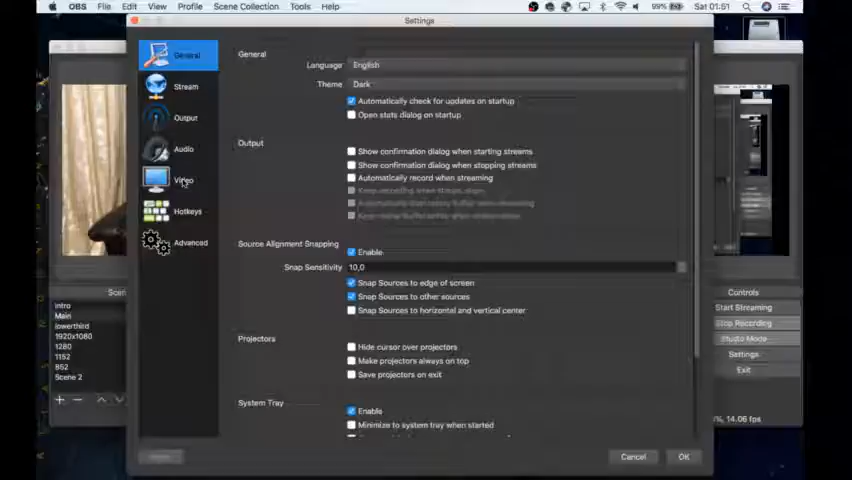 OBS File Edit View Profile Scene Collection Tools Help 99% Sat 01:51
Settings
General
Stream
Output
Audio
Video
Hotkeys
Advanced
General
Language English
Theme Dark
Automatically check for updates on startup
Open stats dialog on startup
Output
Show confirmation dialog when starting streams
Show confirmation dialog when stopping streams
Automatically record when streaming
Source Alignment Snapping
Enable
Snap Sensitivity 10,0
Snap Sources to edge of screen
Snap Sources to other sources
Snap Sources to horizontal and vertical center
Projectors
Hide cursor over projectors
Make projectors always on top
Save projectors on exit
System Tray
Enable
Minimize to system tray when started
Cancel
OK
Scen
intro
Main
lowerthird
1920x1080
1280
1152
852
Scene 2
Controls
Start Streaming
Stop Recording
Studio Mode
Settings
Exit
%, 14.06 fps